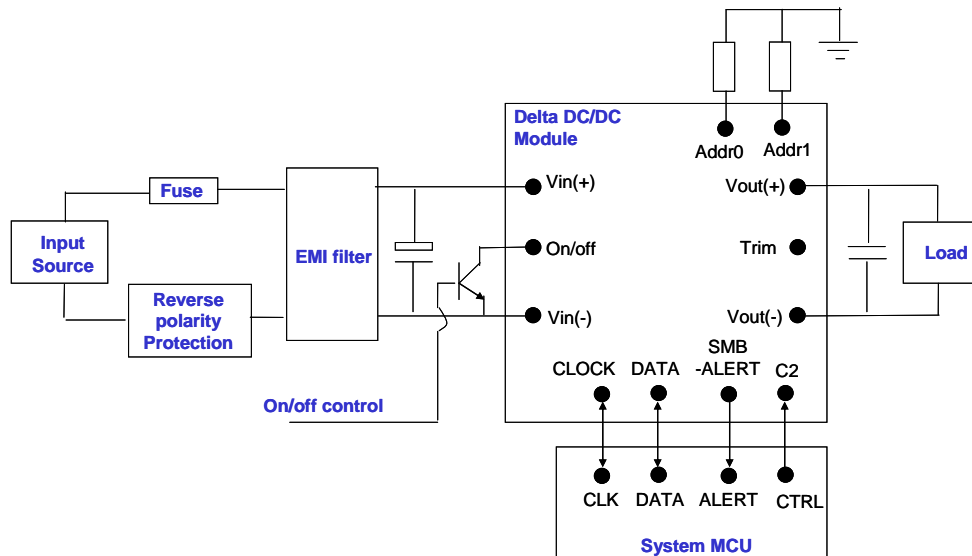 Delta DC/DC
Module
Addr0
Addr1
Fuse
Vin(+)
Vout(+)
Input
Source
EMI filter
On/off
Trim
Load
Reverse
polarity
Protection
Vin(-)
Vout(-)
SMB
CLOCK
DATA
-ALERT
C2
On/off control
CLK
DATA
ALERT
CTRL
System MCU